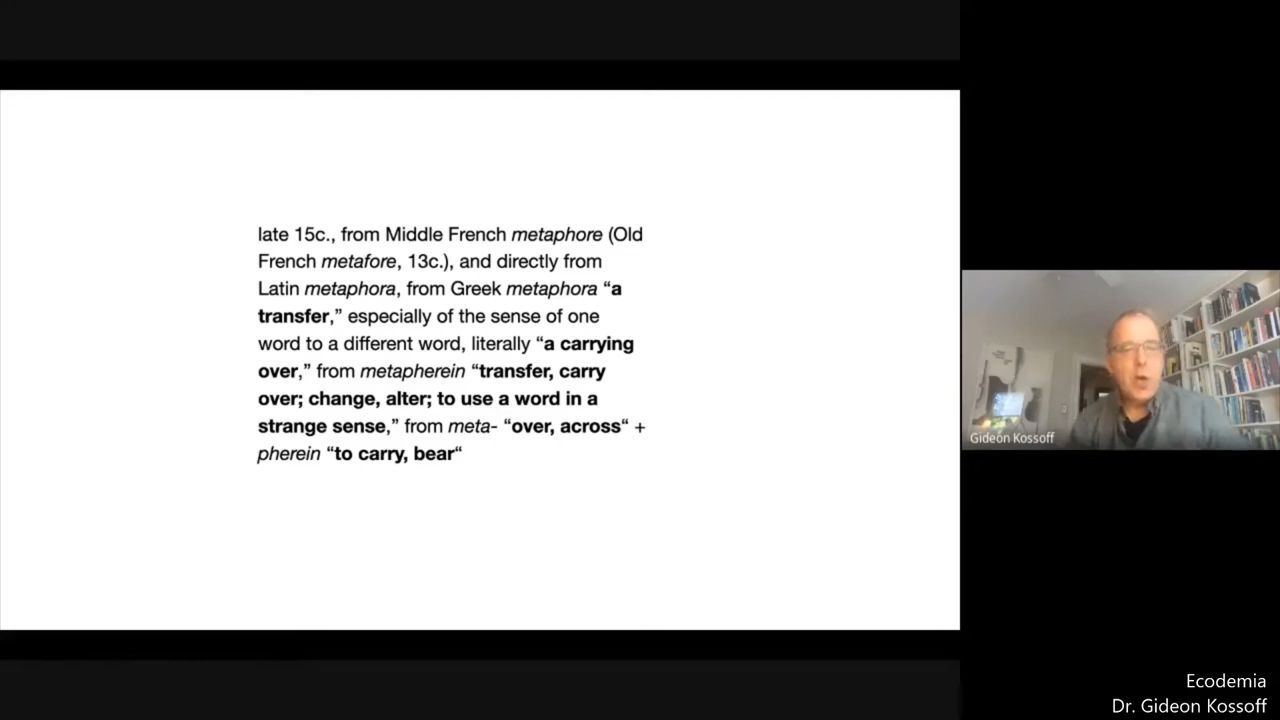 late 15c., from Middle French metaphore (Old
French metafore, 13c.), and directly from
Latin metaphora, from Greek metaphora “a
transfer,” especially of the sense of one
word to a different word, literally “a carrying
over,” from metapherein “transfer, carry
over; change, alter; to use a word in a
strange sense,” from meta- “over, across“ +
pherein “to carry, bear“
Gideon Kossoff
Ecodemia
Dr. Gideon Kossoff